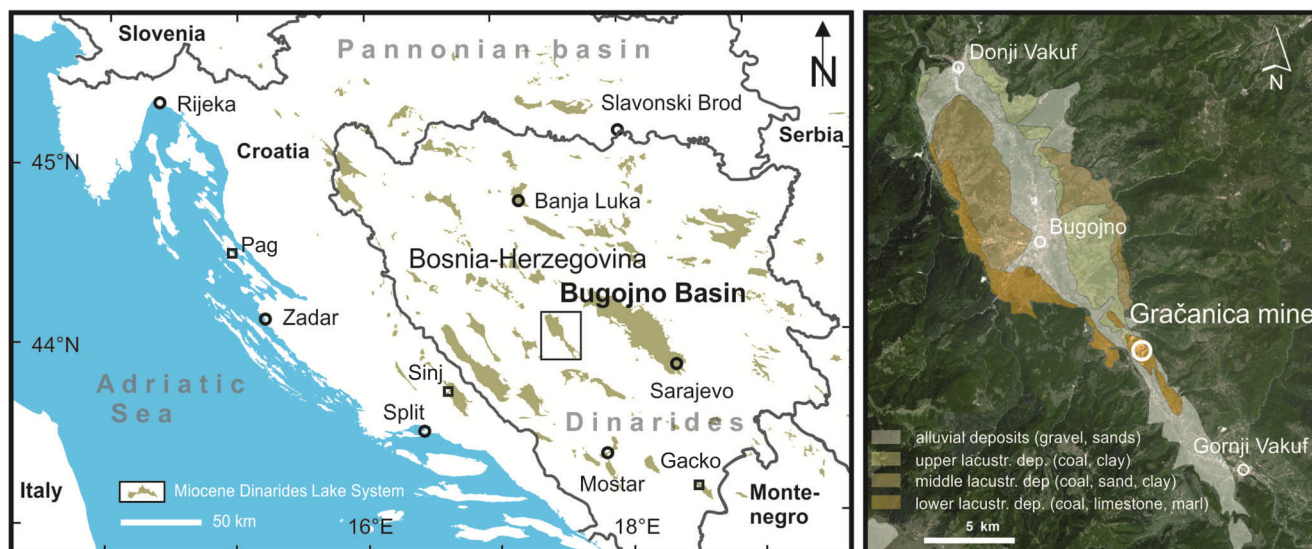 Slovenia
Pannonian basin
N
Rijeka
Slavonski Brod
Serbia
Croatia
45°N
Banja Luka
Pag
Bosnia-Herzegovina
Bugojno Basin
Zadar
44°N
Sinj
Sarajevo
Adriatic
Sea
Split
Dinarides
Gacko
Mostar
Italy
Miocene Dinarides Lake System
Monte-
negro
50 km
16°E
18°E
Donji Vakuf
N
Bugojno
Gračanica mine
alluvial deposits (gravel, sands)
upper lacustr. dep. (coal, clay)
middle lacustr. dep (coal, sand, clay)
lower lacustr. dep. (coal, limestone, marl)
Gornji Vakuf
5 km